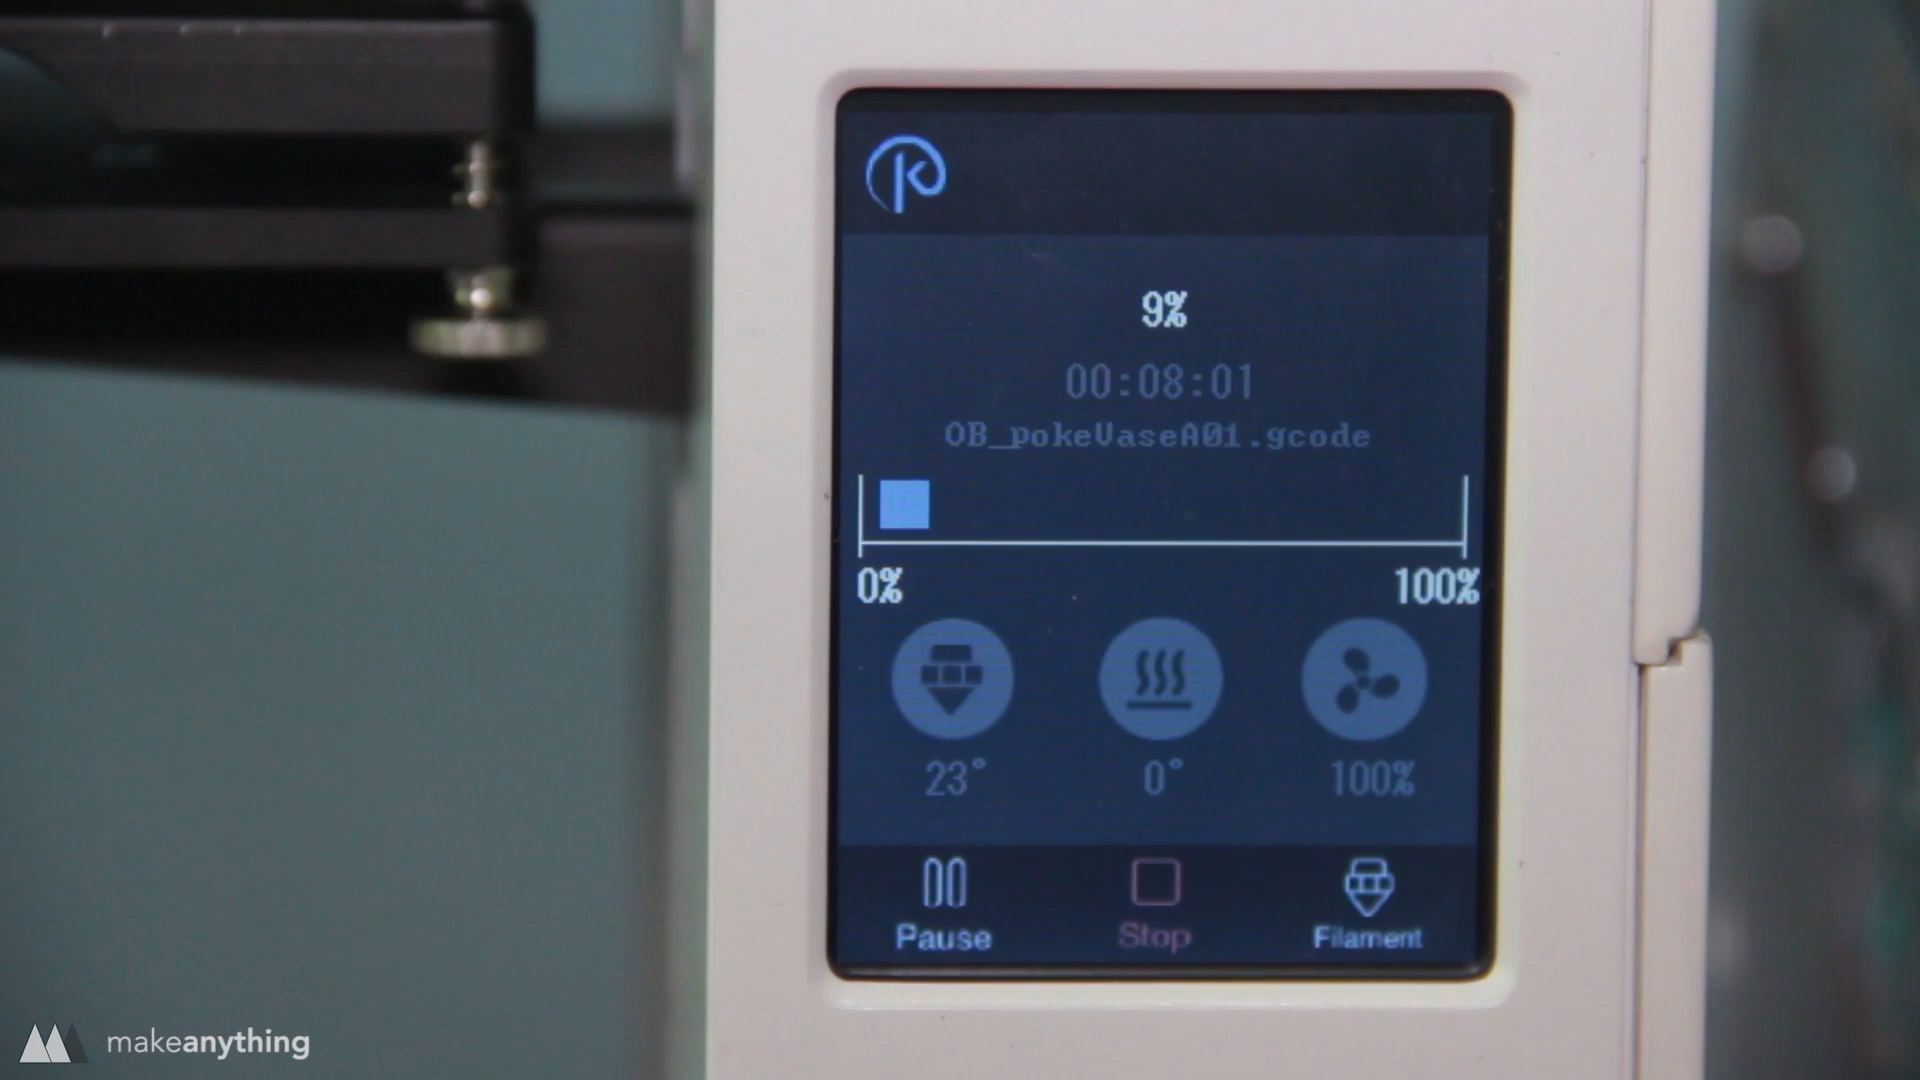 9%
00:08:01
OB_pokeVaseA01.gcode
0% 100%
23° 0° 100%
Pause Stop Filament
makeanything